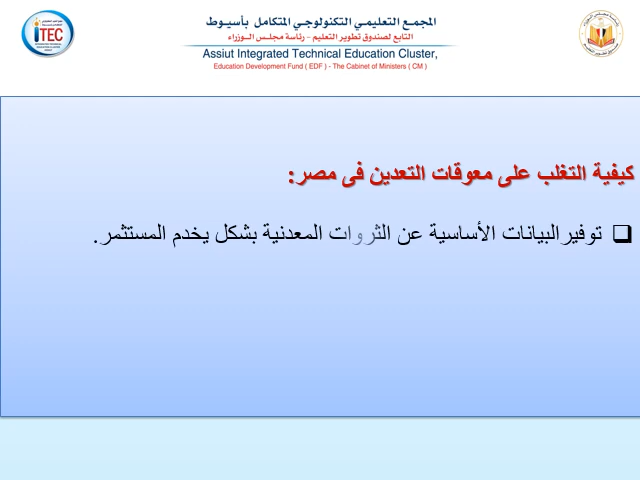 المجمع التعليمي التكنولوجي المتكامل بأسيوط
التابع لصندوق تطوير التعليم - رئاسة مجلس الوزراء
Assiut Integrated Technical Education Cluster,
Education Development Fund ( EDF ) - The Cabinet of Ministers ( CM )
iTEC
كيفية التغلب على معوقات التعدين فى مصر:
توفيرالبيانات الأساسية عن الثروات المعدنية بشكل يخدم المستثمر.